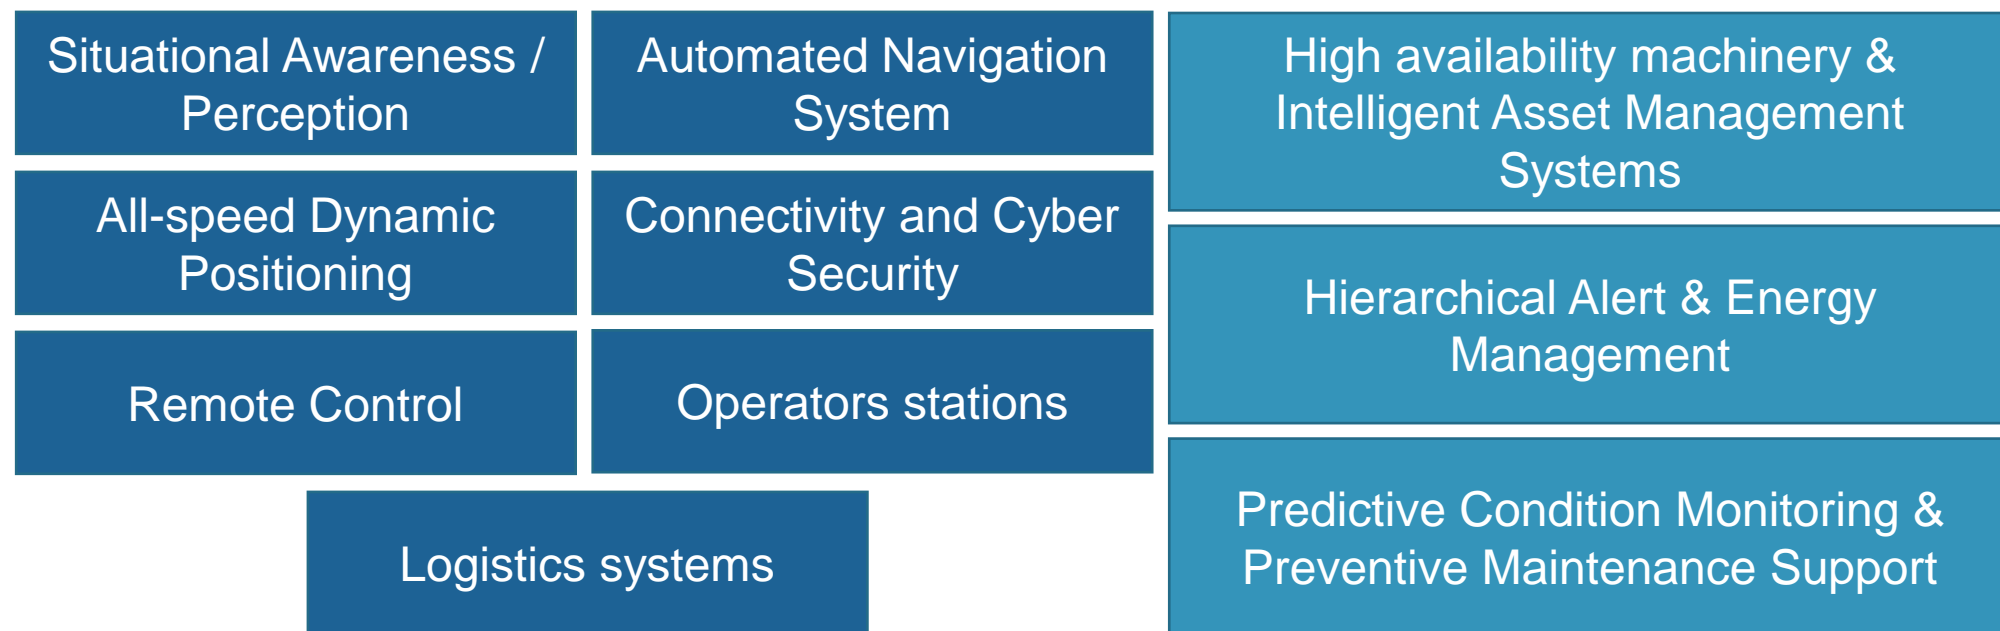 Situational Awareness /
Perception
Automated Navigation
System
All-speed Dynamic
Positioning
Connectivity and Cyber
Security
Remote Control
Operators stations
Logistics systems
High availability machinery &
Intelligent Asset Management
Systems
Hierarchical Alert & Energy
Management
Predictive Condition Monitoring &
Preventive Maintenance Support